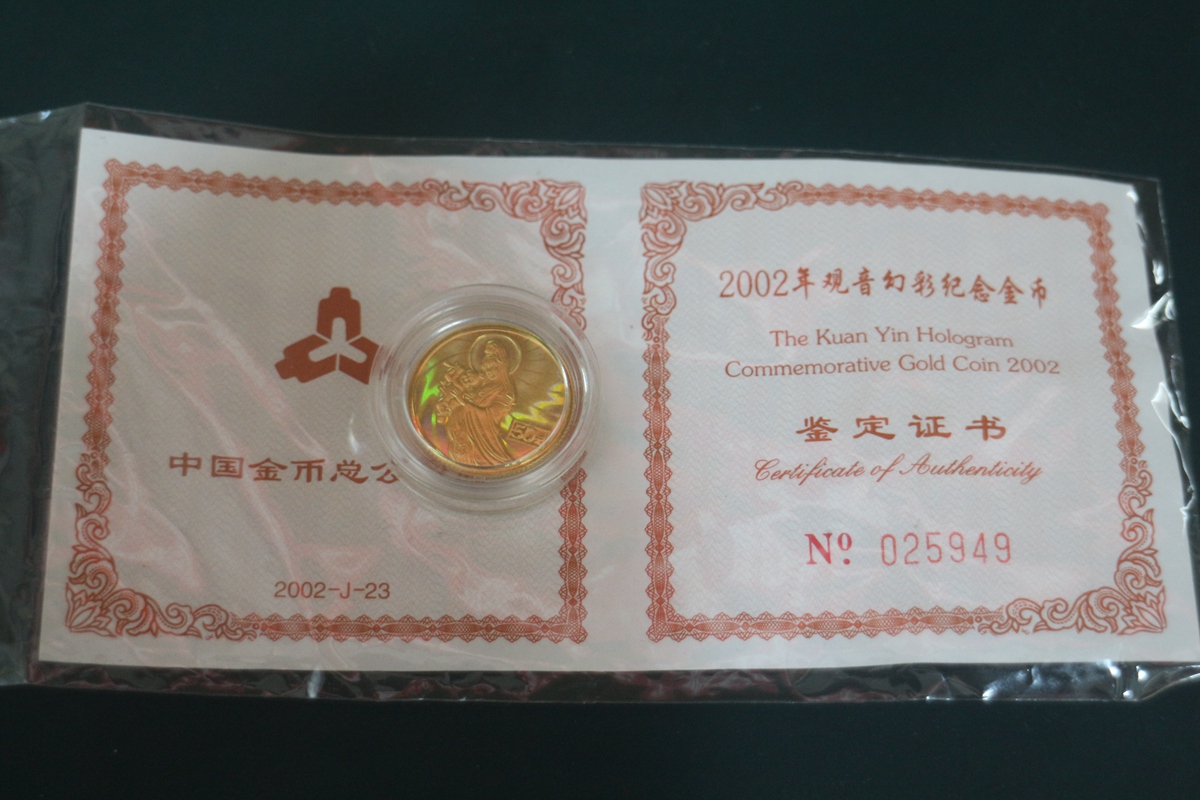 中国金币总公
2002-J-23
2002年观音幻彩纪念金币
The Kuan Yin Hologram
Commemorative Gold Coin 2002
鉴定证书
Certificate of Authenticity
Nº 025949